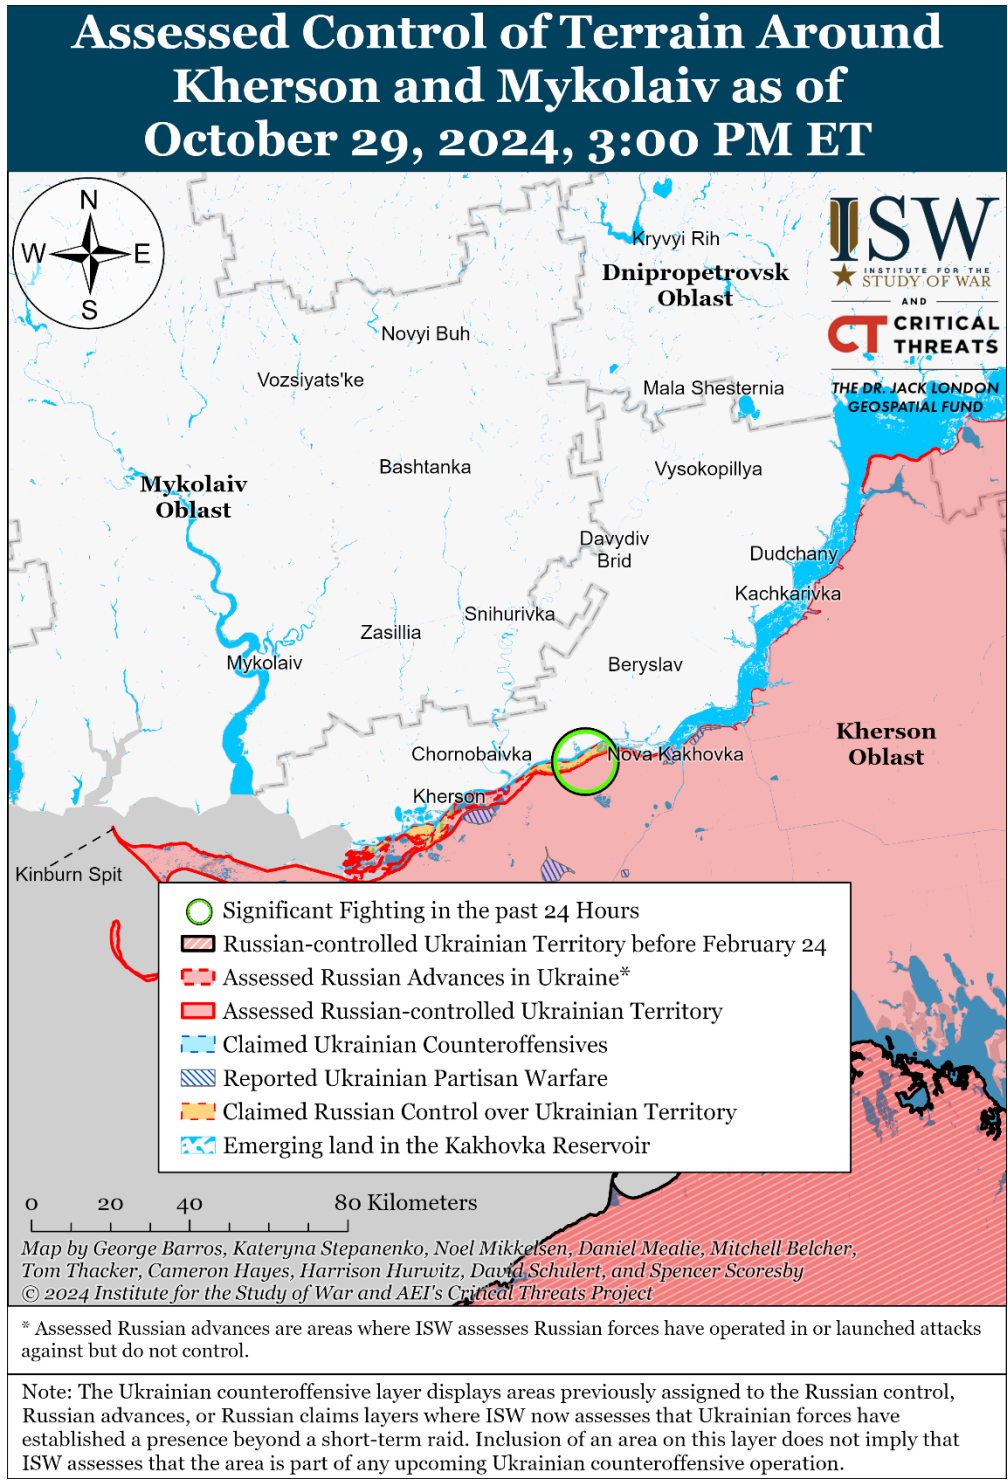 Assessed Control of Terrain Around
Kherson and Mykolaiv as of
October 29, 2024, 3:00 PM ET
N
W
E
S
Kryvyi Rih
Dnipropetrovsk
Oblast
ISW
INSTITUTE FOR THE
STUDY OF WAR
AND
CT CRITICAL
THREATS
THE DR. JACK LONDON
GEOSPATIAL FUND
Novyi Buh
Vozsiyats'ke
Mala Shesternia
Bashtanka
Vysokopillya
Mykolaiv
Oblast
Davydiv
Brid
Dudchany
Kachkarivka
Snihurivka
Zasillia
Mykolaiv
Beryslav
Kherson
Oblast
Chornobaivka
Nova Kakhovka
Kherson
Kinburn Spit
Significant Fighting in the past 24 Hours
Russian-controlled Ukrainian Territory before February 24
Assessed Russian Advances in Ukraine*
Assessed Russian-controlled Ukrainian Territory
Claimed Ukrainian Counteroffensives
Reported Ukrainian Partisan Warfare
Claimed Russian Control over Ukrainian Territory
Emerging land in the Kakhovka Reservoir
0 20 40 80 Kilometers
Map by George Barros, Kateryna Stepanenko, Noel Mikkelsen, Daniel Mealie, Mitchell Belcher,
Tom Thacker, Cameron Hayes, Harrison Hurwitz, David Schulert, and Spencer Scoresby
© 2024 Institute for the Study of War and AEI's Critical Threats Project
* Assessed Russian advances are areas where ISW assesses Russian forces have operated in or launched attacks
against but do not control.
Note: The Ukrainian counteroffensive layer displays areas previously assigned to the Russian control,
Russian advances, or Russian claims layers where ISW now assesses that Ukrainian forces have
established a presence beyond a short-term raid. Inclusion of an area on this layer does not imply that
ISW assesses that the area is part of any upcoming Ukrainian counteroffensive operation.